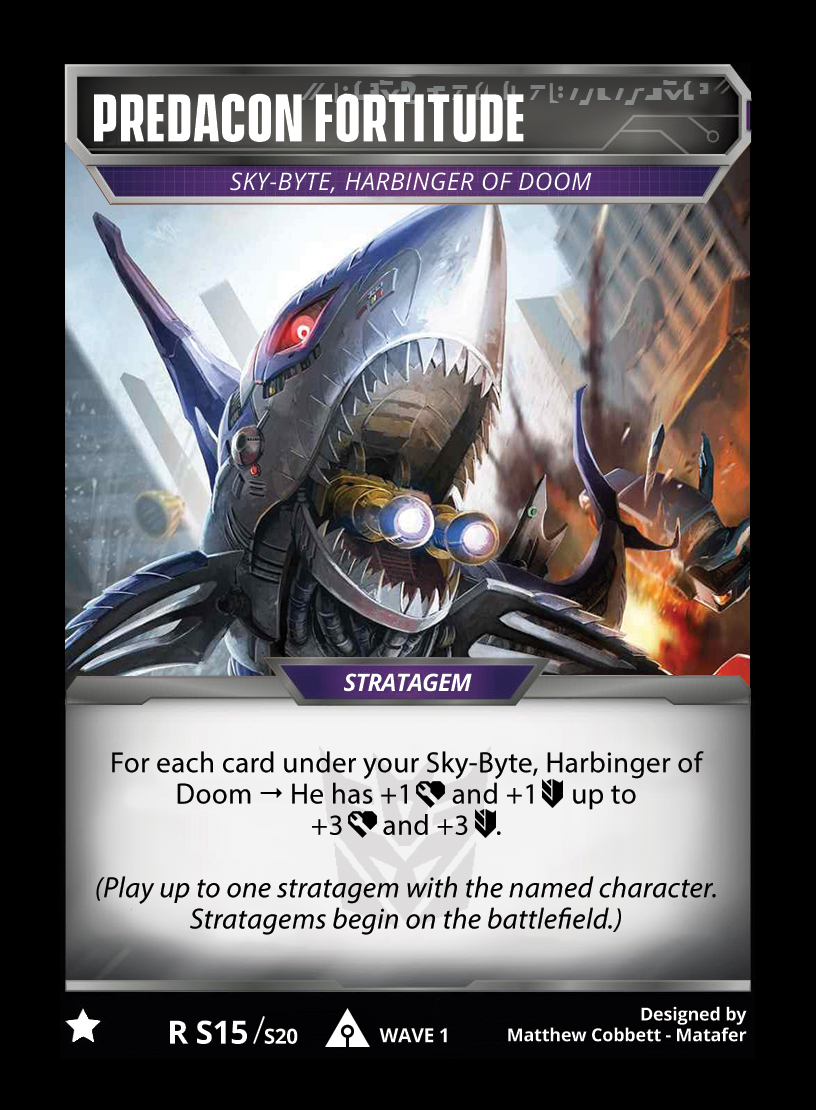 PREDACON FORTITUDE
SKY-BYTE, HARBINGER OF DOOM
STRATAGEM
For each card under your Sky-Byte, Harbinger of
Doom → He has +1 and +1 up to
+3 and +3.
(Play up to one stratagem with the named character.
Stratagems begin on the battlefield.)
R S15/S20 WAVE 1
Designed by
Matthew Cobbett - Matafer